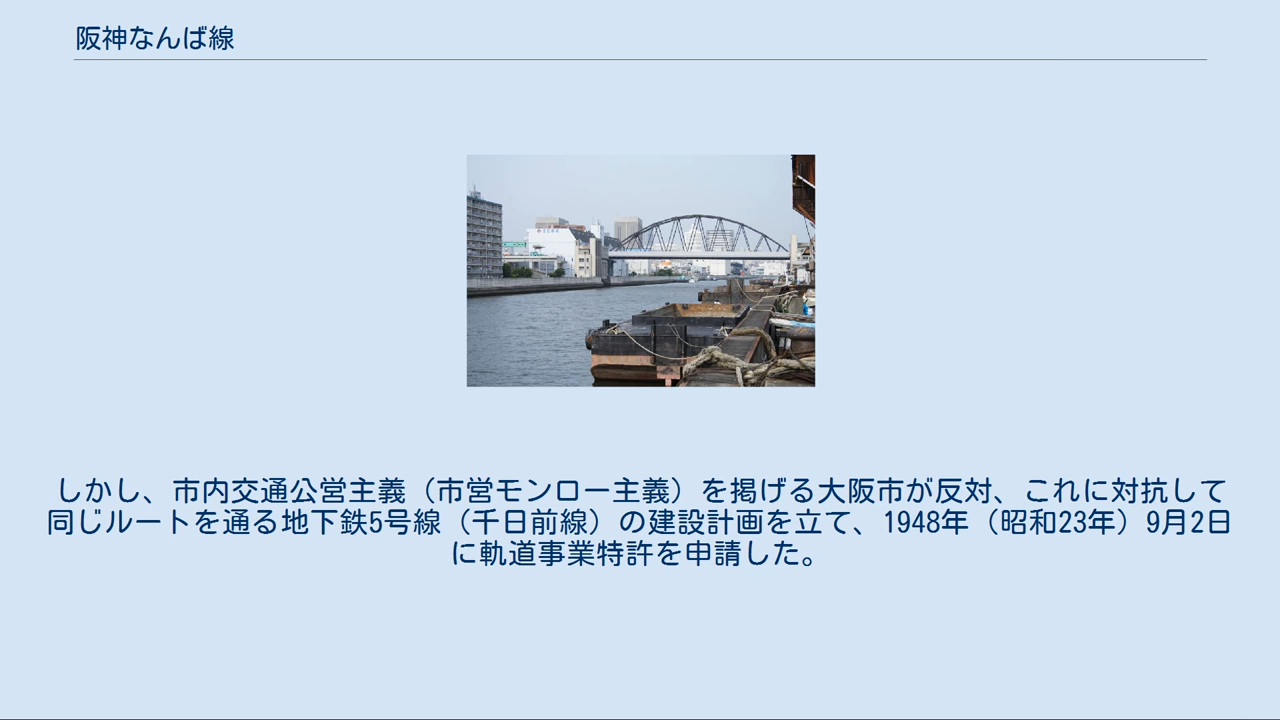 阪神なんば線
しかし、市内交通公営主義（市営モンロー主義）を掲げる大阪市が反対、これに対抗して
同じルートを通る地下鉄5号線（千日前線）の建設計画を立て、1948年（昭和23年）9月2日
に軌道事業特許を申請した。